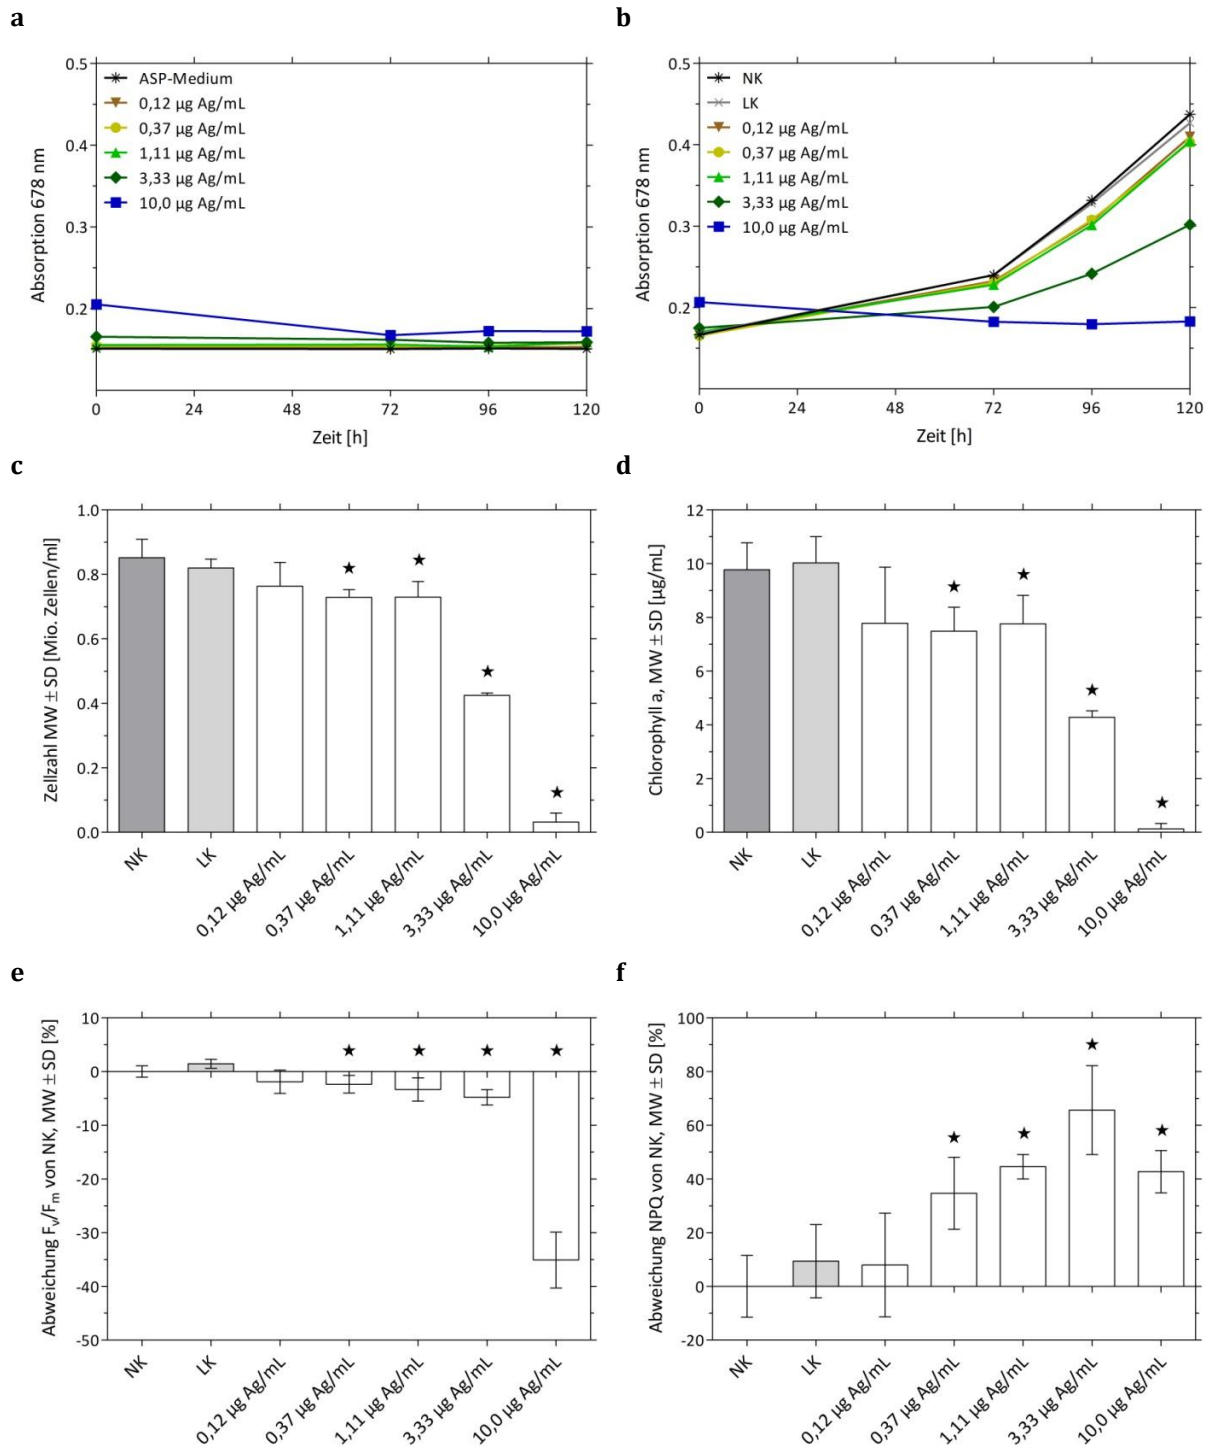 a
0.5
0.4
0.3
0.2
Absorption 678 nm
ASP-Medium
0,12 µg Ag/mL
0,37 µg Ag/mL
1,11 µg Ag/mL
3,33 µg Ag/mL
10,0 µg Ag/mL
0 24 48 72 96 120
Zeit [h]
b
0.5
0.4
0.3
0.2
Absorption 678 nm
NK
LK
0,12 µg Ag/mL
0,37 µg Ag/mL
1,11 µg Ag/mL
3,33 µg Ag/mL
10,0 µg Ag/mL
0 24 48 72 96 120
Zeit [h]
c
1.0
0.8
0.6
0.4
0.2
0.0
Zellzahl MW ± SD [Mio. Zellen/ml]
NK
LK
0,12 µg Ag/mL
0,37 µg Ag/mL
1,11 µg Ag/mL
3,33 µg Ag/mL
10,0 µg Ag/mL
d
12
10
8
6
4
2
0
Chlorophyll a, MW ± SD [µg/mL]
NK
LK
0,12 µg Ag/mL
0,37 µg Ag/mL
1,11 µg Ag/mL
3,33 µg Ag/mL
10,0 µg Ag/mL
e
10
0
-10
-20
-30
-40
-50
Abweichung Fv/Fm von NK, MW ± SD [%]
NK
LK
0,12 µg Ag/mL
0,37 µg Ag/mL
1,11 µg Ag/mL
3,33 µg Ag/mL
10,0 µg Ag/mL
f
100
80
60
40
20
0
-20
Abweichung NPQ von NK, MW ± SD [%]
NK
LK
0,12 µg Ag/mL
0,37 µg Ag/mL
1,11 µg Ag/mL
3,33 µg Ag/mL
10,0 µg Ag/mL